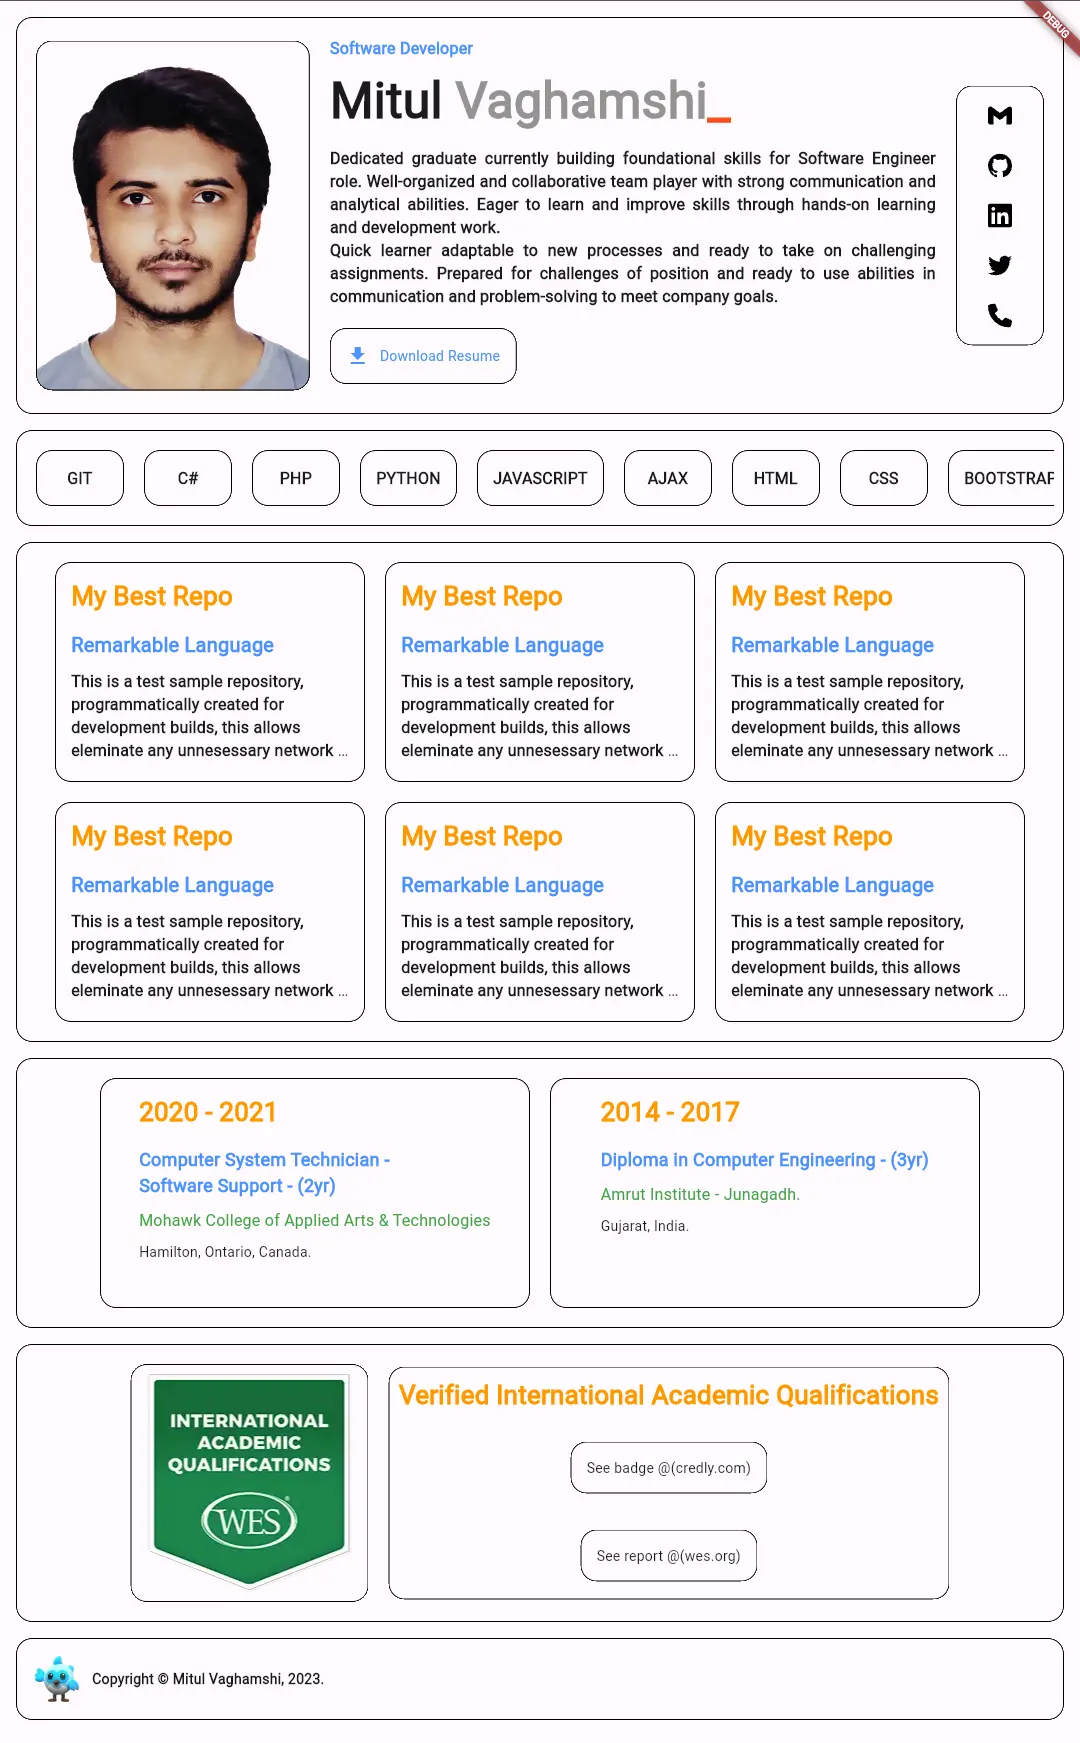 DEBUG
Software Developer
Mitul Vaghamshi_
Dedicated graduate currently building foundational skills for Software Engineer
role. Well-organized and collaborative team player with strong communication and
analytical abilities. Eager to learn and improve skills through hands-on learning
and development work.
Quick learner adaptable to new processes and ready to take on challenging
assignments. Prepared for challenges of position and ready to use abilities in
communication and problem-solving to meet company goals.
Download Resume
GIT C# PHP PYTHON JAVASCRIPT AJAX HTML CSS BOOTSTRAP
My Best Repo
Remarkable Language
This is a test sample repository,
programmatically created for
development builds, this allows
eleminate any unnesessary network ...
My Best Repo
Remarkable Language
This is a test sample repository,
programmatically created for
development builds, this allows
eleminate any unnesessary network ...
My Best Repo
Remarkable Language
This is a test sample repository,
programmatically created for
development builds, this allows
eleminate any unnesessary network ...
My Best Repo
Remarkable Language
This is a test sample repository,
programmatically created for
development builds, this allows
eleminate any unnesessary network ...
My Best Repo
Remarkable Language
This is a test sample repository,
programmatically created for
development builds, this allows
eleminate any unnesessary network ...
My Best Repo
Remarkable Language
This is a test sample repository,
programmatically created for
development builds, this allows
eleminate any unnesessary network ...
2020 - 2021
Computer System Technician -
Software Support - (2yr)
Mohawk College of Applied Arts & Technologies
Hamilton, Ontario, Canada.
2014 - 2017
Diploma in Computer Engineering - (3yr)
Amrut Institute - Junagadh.
Gujarat, India.
INTERNATIONAL
ACADEMIC
QUALIFICATIONS
WES
Verified International Academic Qualifications
See badge @(credly.com)
See report @(wes.org)
Copyright © Mitul Vaghamshi, 2023.